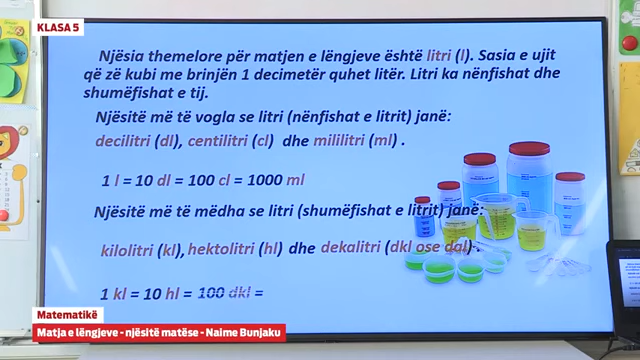 KLASA 5
Njësia themelore për matjen e lëngjeve është litri (l). Sasia e ujit
që zë kubi me brinjën 1 decimetër quhet litër. Litri ka nënfishat dhe
shumëfishat e tij.
Njësitë më të vogla se litri (nënfishat e litrit) janë:
decilitri (dl), centilitri (cl) dhe mililitri (ml) .
1 l = 10 dl = 100 cl = 1000 ml
Njësitë më të mëdha se litri (shumëfishat e litrit) janë:
kilolitri (kl), hektolitri (hl) dhe dekalitri (dkl ose dal).
1 kl = 10 hl = 100 dkl =
Matematikë
Matja e lëngjeve - njësitë matëse - Naime Bunjaku